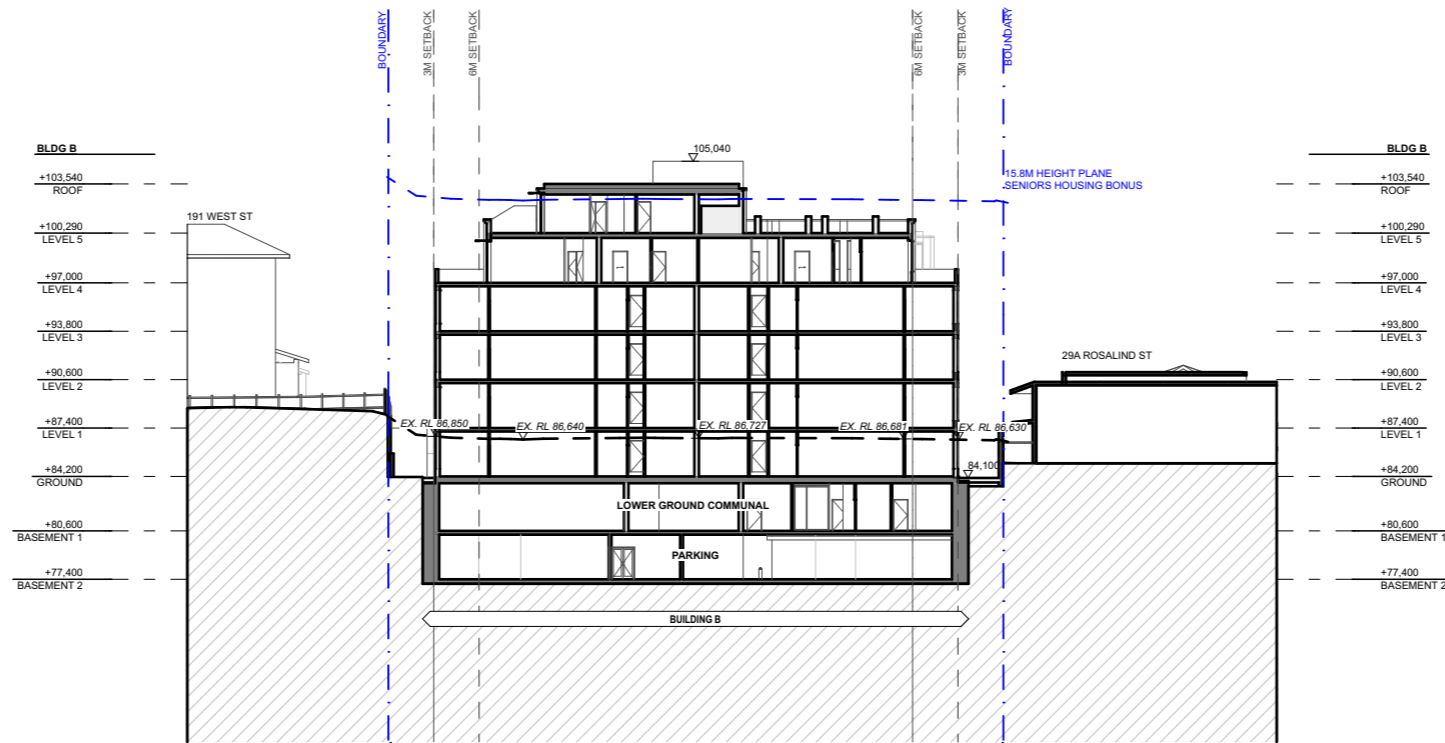 BOUNDARY
3M SETBACK
6M SETBACK
6M SETBACK
3M SETBACK
BOUNDARY
BLDG B
+103,540
ROOF
+100,290
LEVEL 5
+97,000
LEVEL 4
+93,800
LEVEL 3
+90,600
LEVEL 2
+87,400
LEVEL 1
+84,200
GROUND
+80,600
BASEMENT 1
+77,400
BASEMENT 2
191 WEST ST
105,040
15.8M HEIGHT PLANE
SENIORS HOUSING BONUS
29A ROSALIND ST
EX. RL 86,850
EX. RL 86,640
EX. RL 86,727
EX. RL 86,681
EX. RL 86,630
84,100
LOWER GROUND COMMUNAL
PARKING
BUILDING B
BLDG B
+103,540
ROOF
+100,290
LEVEL 5
+97,000
LEVEL 4
+93,800
LEVEL 3
+90,600
LEVEL 2
+87,400
LEVEL 1
+84,200
GROUND
+80,600
BASEMENT 1
+77,400
BASEMENT 2